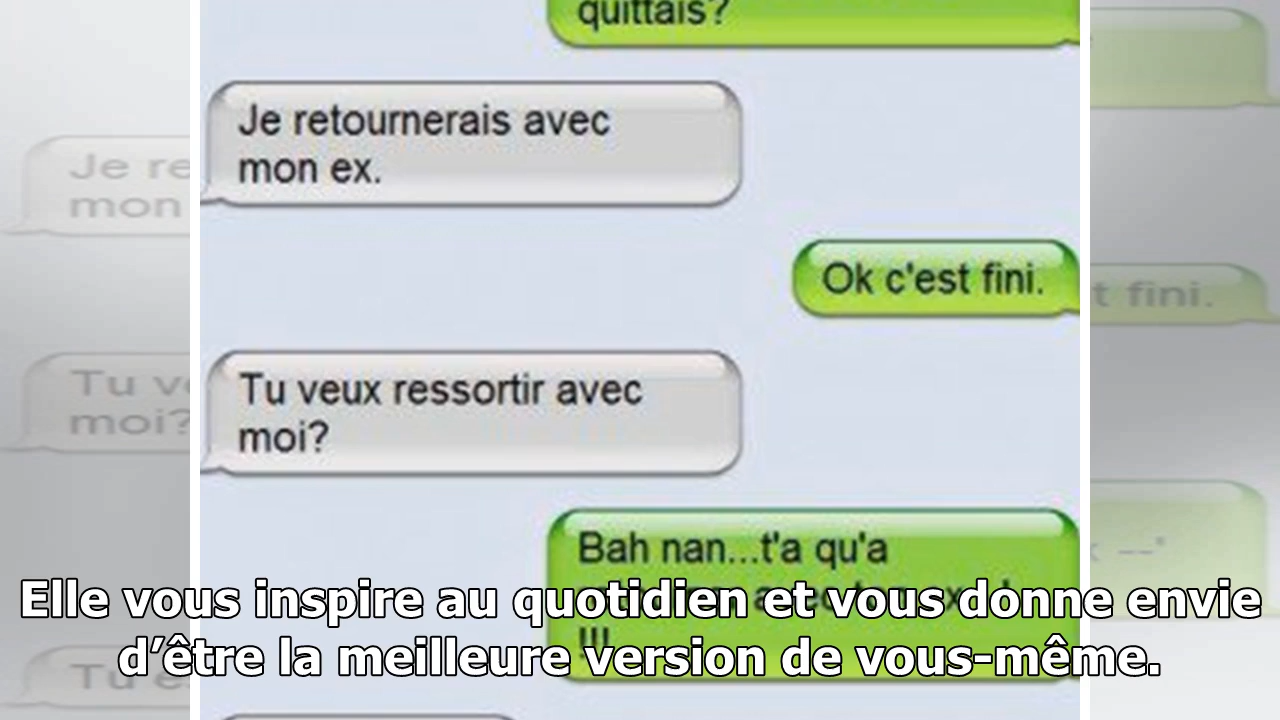 quittais?
Je retournerais avec
mon ex.
Ok c'est fini.
Tu veux ressortir avec
moi?
Bah nan...t'a qu'a
!!!
Elle vous inspire au quotidien et vous donne envie
d’être la meilleure version de vous-même.